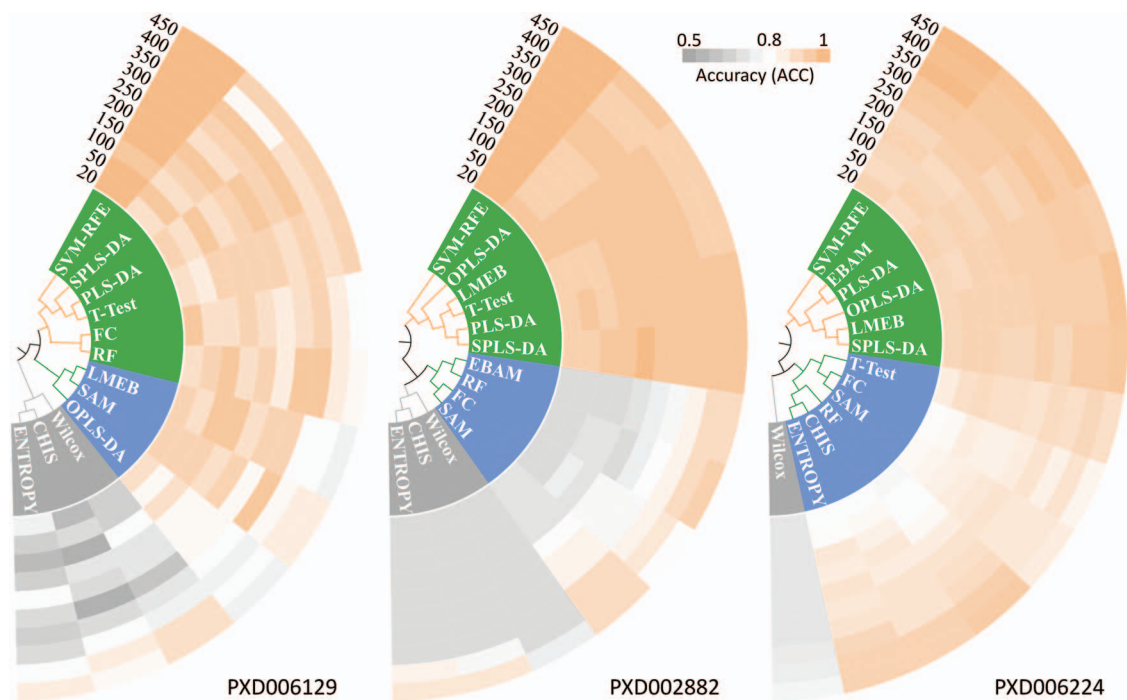 450
400
350
300
250
200
150
100
50
20
SVM-RFE
SPLS-DA
PLS-DA
T-Test
FC
RF
LMEB
SAM
OPLS-DA
Wilcox
CHIS
ENTROPY
PXD006129
450
400
350
300
250
200
150
100
50
20
SVM-RFE
OPLS-DA
LMEB
T-Test
PLS-DA
SPLS-DA
EBAM
RF
FC
SAM
Wilcox
CHIS
ENTROPY
PXD002882
0.5 0.8 1
Accuracy (ACC)
450
400
350
300
250
200
150
100
50
20
SVM-RFE
EBAM
PLS-DA
OPLS-DA
LMEB
SPLS-DA
T-Test
FC
SAM
RF
CHIS
ENTROPY
Wilcox
PXD006224